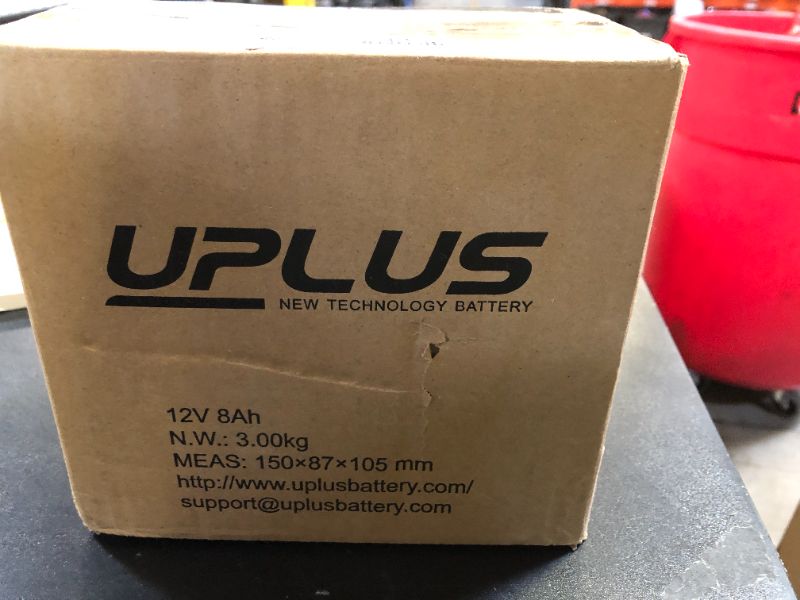 UPLUS
NEW TECHNOLOGY BATTERY
12V 8Ah
N.W.: 3.00kg
MEAS: 150×87×105 mm
http://www.uplusbattery.com/
support@uplusbattery.com